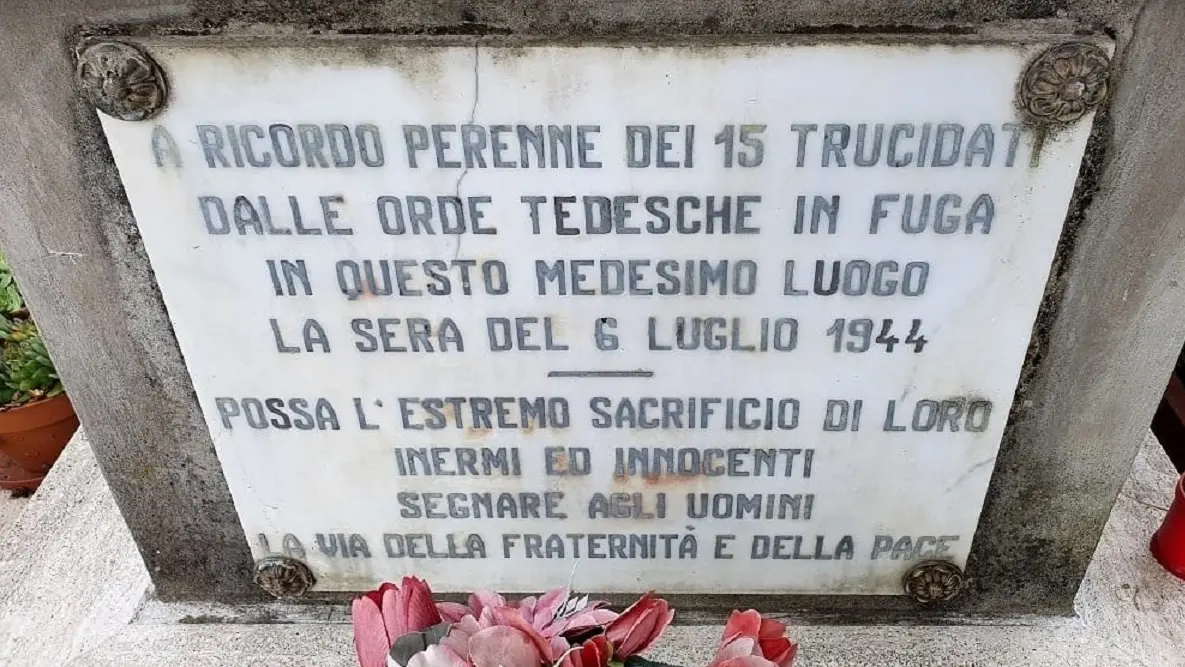 A RICORDO PERENNE DEI 15 TRUCIDATI
DALLE ORDE TEDESCHE IN FUGA
IN QUESTO MEDESIMO LUOGO
LA SERA DEL 6 LUGLIO 1944
POSSA L'ESTREMO SACRIFICIO DI LORO
INERMI ED INNOCENTI
SEGNARE AGLI UOMINI
LA VIA DELLA FRATERNITÀ E DELLA PACE